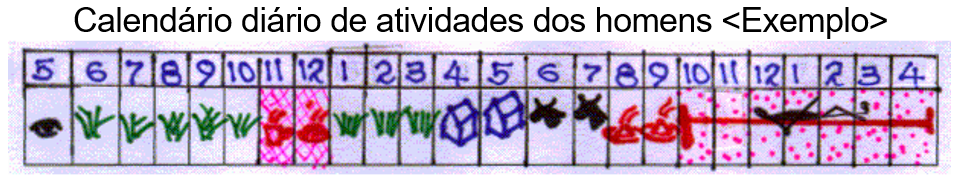 Calendário diário de atividades dos homens <Exemplo>
5 6 7 8 9 10 11 12 1 2 3 4 5 6 7 8 9 10 11 12 1 2 3 4